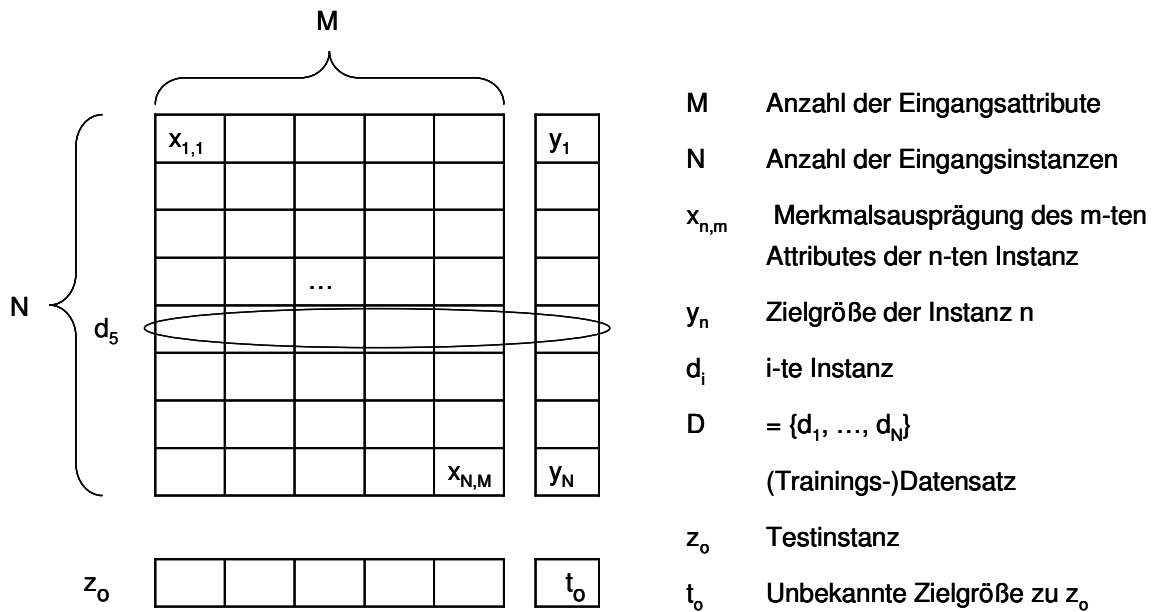 M
x1,1 y1
N
...
d5
xN,M yN
zo to
M Anzahl der Eingangsattribute
N Anzahl der Eingangsinstanzen
xn,m Merkmalsausprägung des m-ten
Attributes der n-ten Instanz
yn Zielgröße der Instanz n
di i-te Instanz
D = {d1, ..., dN}
(Trainings-)Datensatz
zo Testinstanz
to Unbekannte Zielgröße zu zo